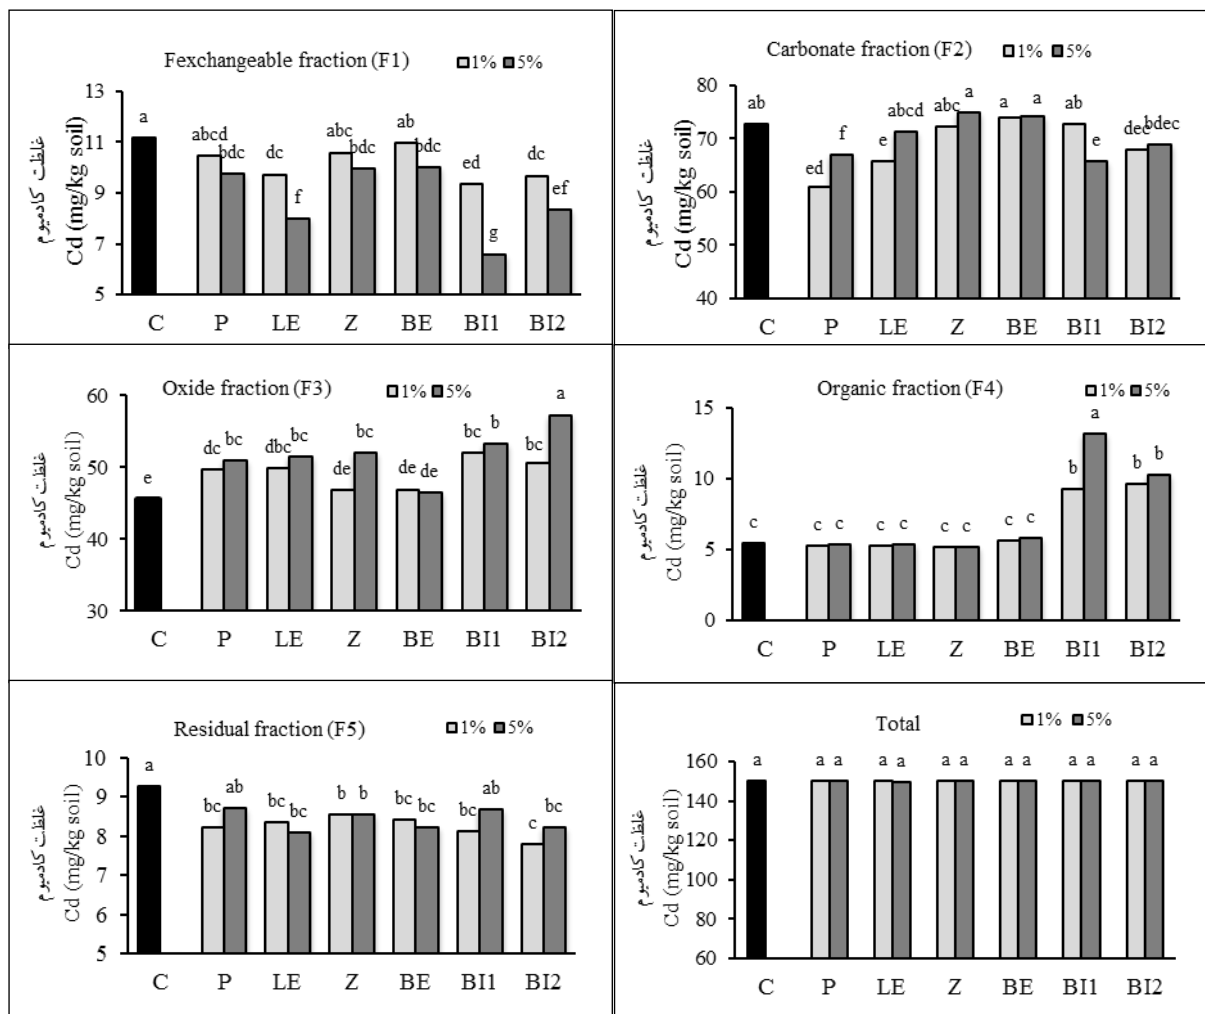 Fexchangeable fraction (F1) 1% 5%
غلظت کادمیوم
Cd (mg/kg soil)
13
11
9
7
5
a abcd bdc dc f abc bdc ab bdc ed g dc ef
C P LE Z BE BI1 BI2
Carbonate fraction (F2) 1% 5%
غلظت کادمیوم
Cd (mg/kg soil)
80
70
60
50
40
ab ed f e abcd abc a a a ab e dec bdec
C P LE Z BE BI1 BI2
Oxide fraction (F3) 1% 5%
غلظت کادمیوم
Cd (mg/kg soil)
60
50
40
30
e dc bc dbc bc de bc de de bc b bc a
C P LE Z BE BI1 BI2
Organic fraction (F4) 1% 5%
غلظت کادمیوم
Cd (mg/kg soil)
15
10
5
0
c c c c c c c c c b a b b
C P LE Z BE BI1 BI2
Residual fraction (F5) 1% 5%
غلظت کادمیوم
Cd (mg/kg soil)
10
9
8
7
6
5
a bc ab bc bc b b bc bc bc ab c bc
C P LE Z BE BI1 BI2
Total 1% 5%
غلظت کادمیوم
Cd (mg/kg soil)
160
140
120
100
80
60
a a a a a a a a a a a a a
C P LE Z BE BI1 BI2